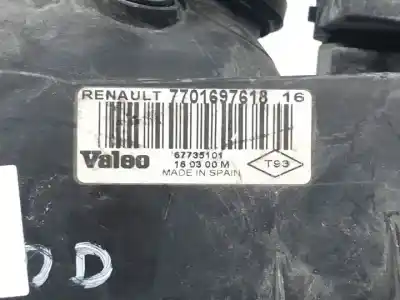 RENAULT 7701697618 16
Valeo
67735101
16 03 00 M
MADE IN SPAIN
T93
D D